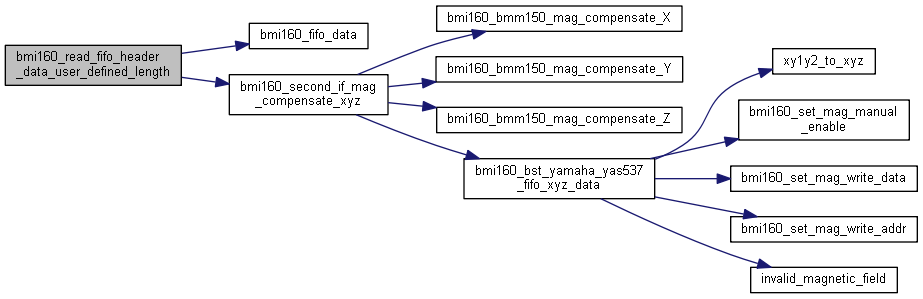 bmi160_read_fifo_header
_data_user_defined_length
bmi160_fifo_data
bmi160_second_if_mag
_compensate_xyz
bmi160_bmm150_mag_compensate_X
bmi160_bmm150_mag_compensate_Y
bmi160_bmm150_mag_compensate_Z
bmi160_bst_yamaha_yas537
_fifo_xyz_data
xy1y2_to_xyz
bmi160_set_mag_manual
_enable
bmi160_set_mag_write_data
bmi160_set_mag_write_addr
invalid_magnetic_field